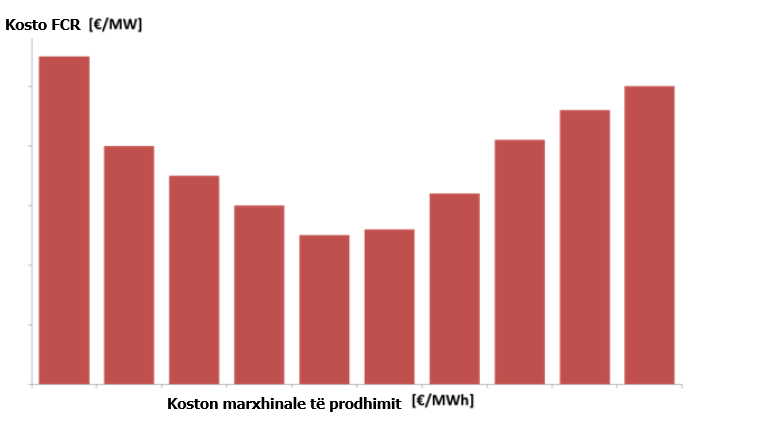 Kosto FCR [€/MW]
Koston marxhinale të prodhimit [€/MWh]